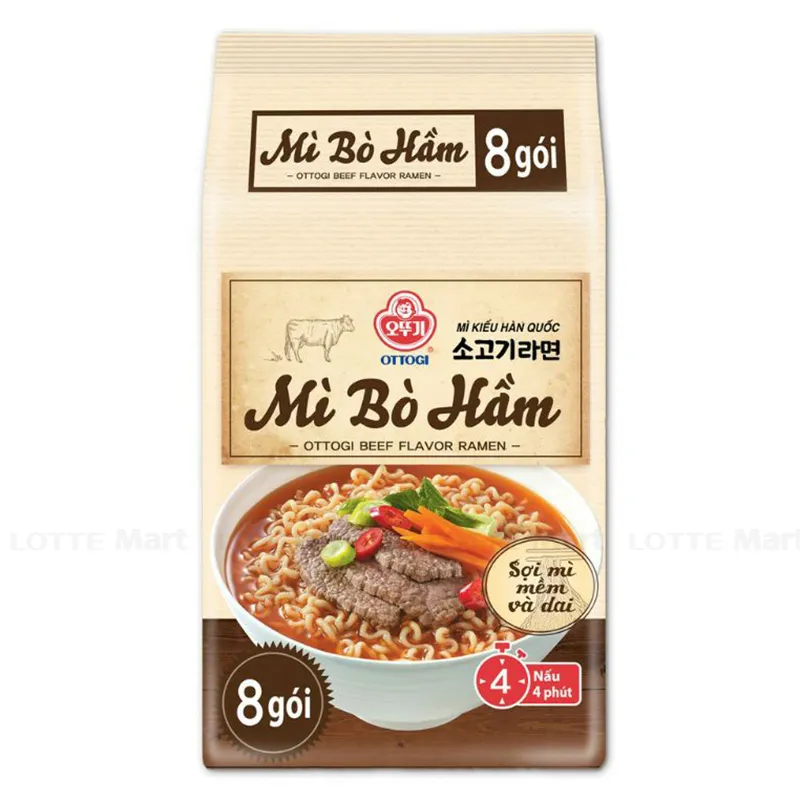 Mì Bò Hầm
8 gói
– OTTOGI BEEF FLAVOR RAMEN –
오뚜기
OTTOGI
MÌ KIỂU HÀN QUỐC
소고기라면
Mì Bò Hầm
– OTTOGI BEEF FLAVOR RAMEN –
LOTTE Mart
LOTTE Mart
LOTTE Mart
Sợi mì
mềm
và dai
4
Nấu
4 phút
8 gói